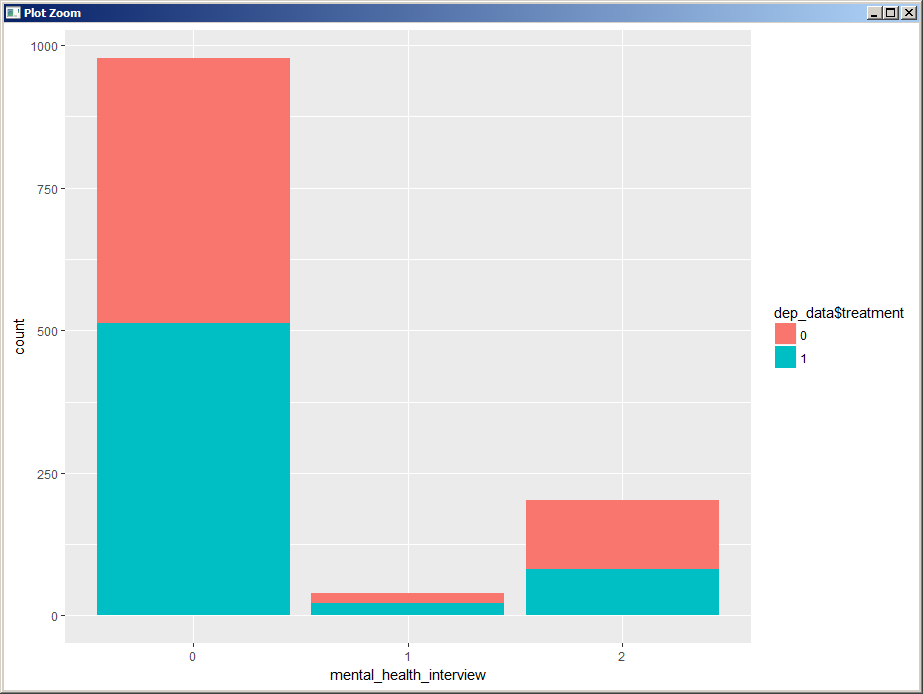 Plot Zoom
1000
750
500
250
0
count
0
1
2
mental_health_interview
dep_data$treatment
0
1